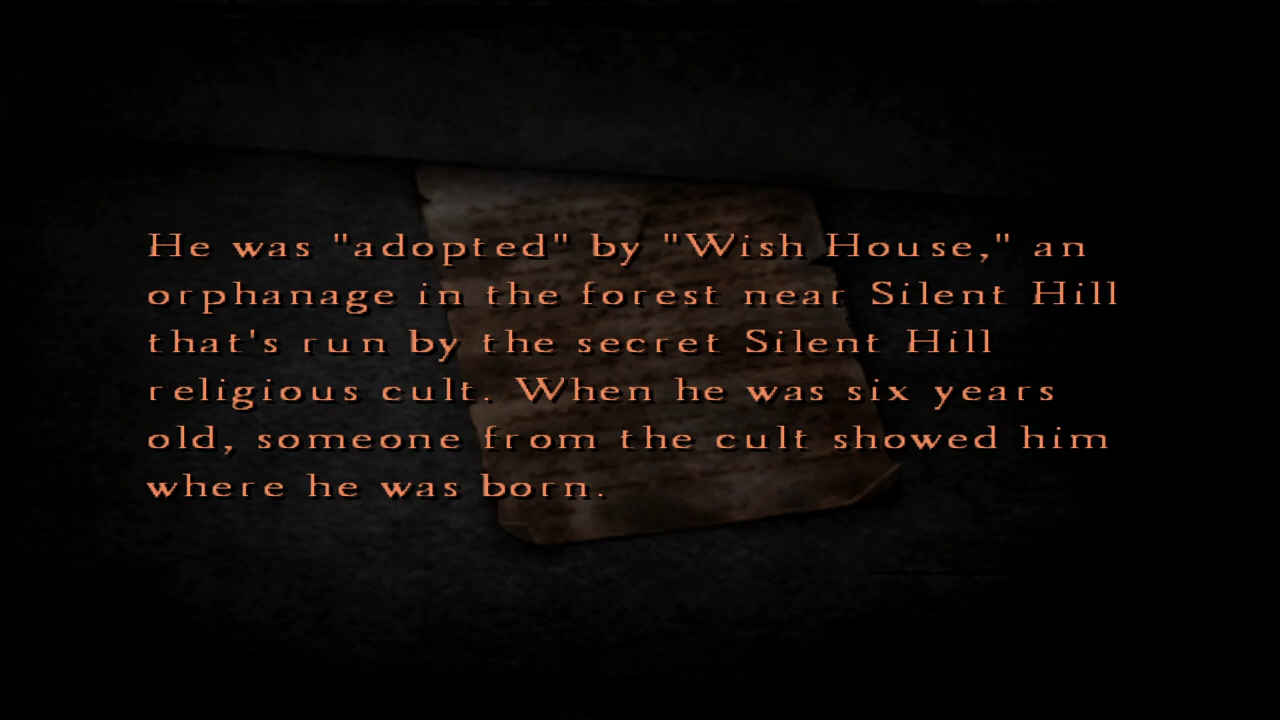 He was "adopted" by "Wish House," an
orphanage in the forest near Silent Hill
that's run by the secret Silent Hill
religious cult. When he was six years
old, someone from the cult showed him
where he was born.